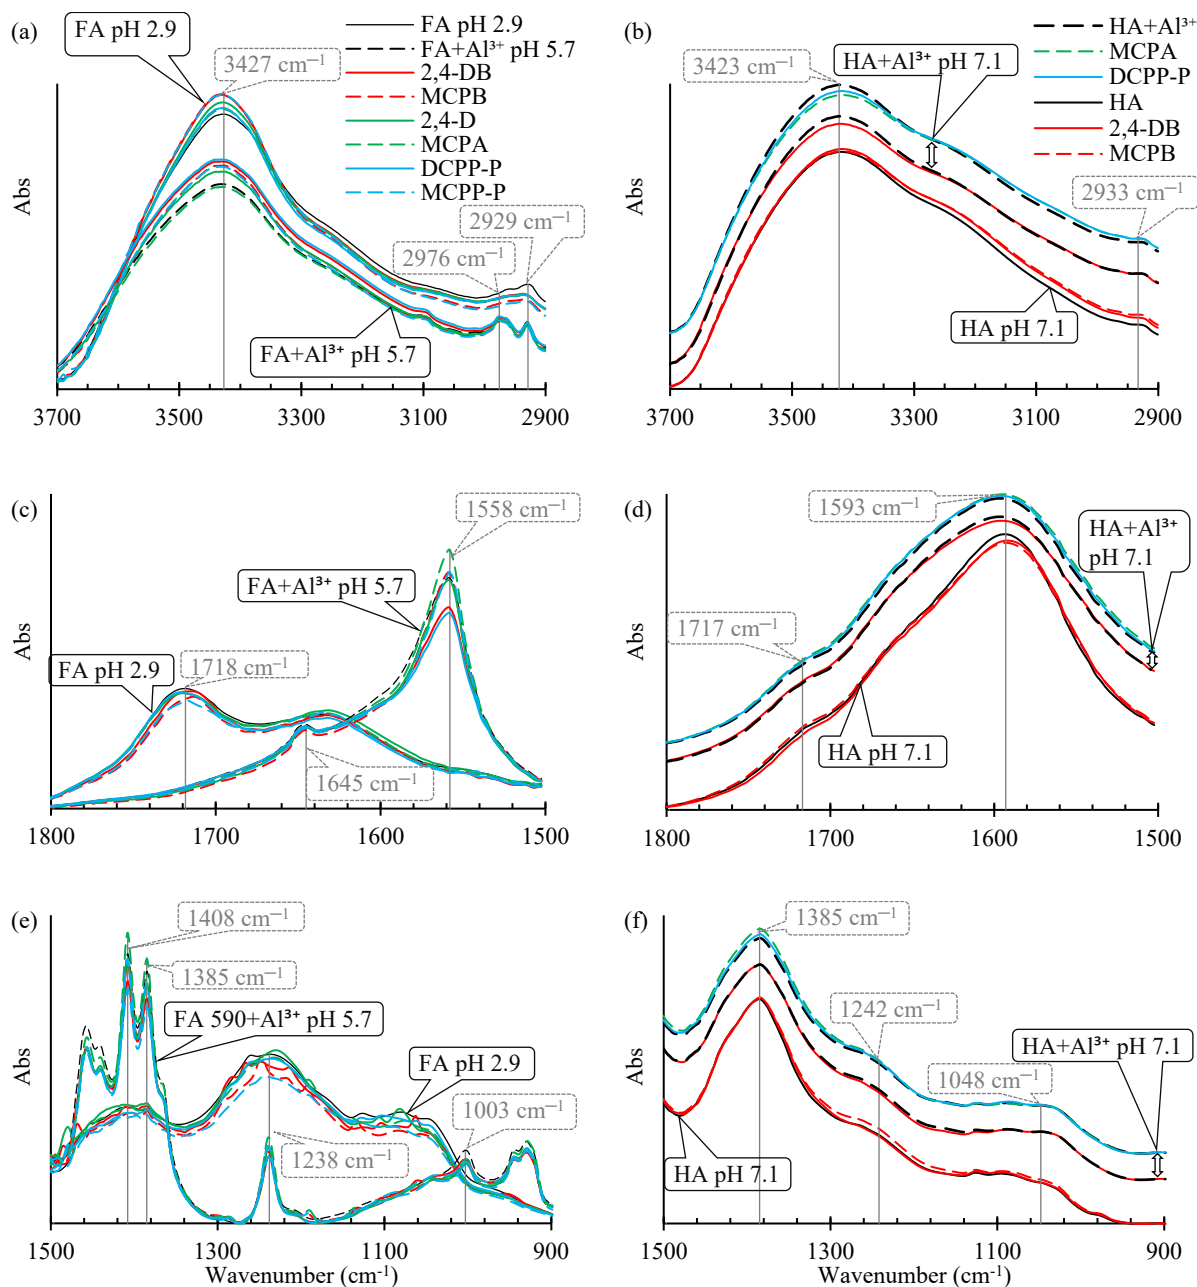 (a)
FA pH 2.9
3427 cm⁻¹
FA pH 2.9
FA+Al³⁺ pH 5.7
2,4-DB
MCPB
2,4-D
MCPA
DCPP-P
MCPP-P
2929 cm⁻¹
2976 cm⁻¹
FA+Al³⁺ pH 5.7
Abs
3700 3500 3300 3100 2900
(b)
3423 cm⁻¹
HA+Al³⁺ pH 7.1
HA+Al³⁺
MCPA
DCPP-P
HA
2,4-DB
MCPB
2933 cm⁻¹
HA pH 7.1
Abs
3700 3500 3300 3100 2900
(c)
1558 cm⁻¹
FA+Al³⁺ pH 5.7
FA pH 2.9
1718 cm⁻¹
1645 cm⁻¹
Abs
1800 1700 1600 1500
(d)
1593 cm⁻¹
HA+Al³⁺
pH 7.1
1717 cm⁻¹
HA pH 7.1
Abs
1800 1700 1600 1500
(e)
1408 cm⁻¹
1385 cm⁻¹
FA 590+Al³⁺ pH 5.7
FA pH 2.9
1003 cm⁻¹
1238 cm⁻¹
Abs
1500 1300 1100 900
Wavenumber (cm⁻¹)
(f)
1385 cm⁻¹
1242 cm⁻¹
HA+Al³⁺ pH 7.1
1048 cm⁻¹
HA pH 7.1
Abs
1500 1300 1100 900
Wavenumber (cm⁻¹)